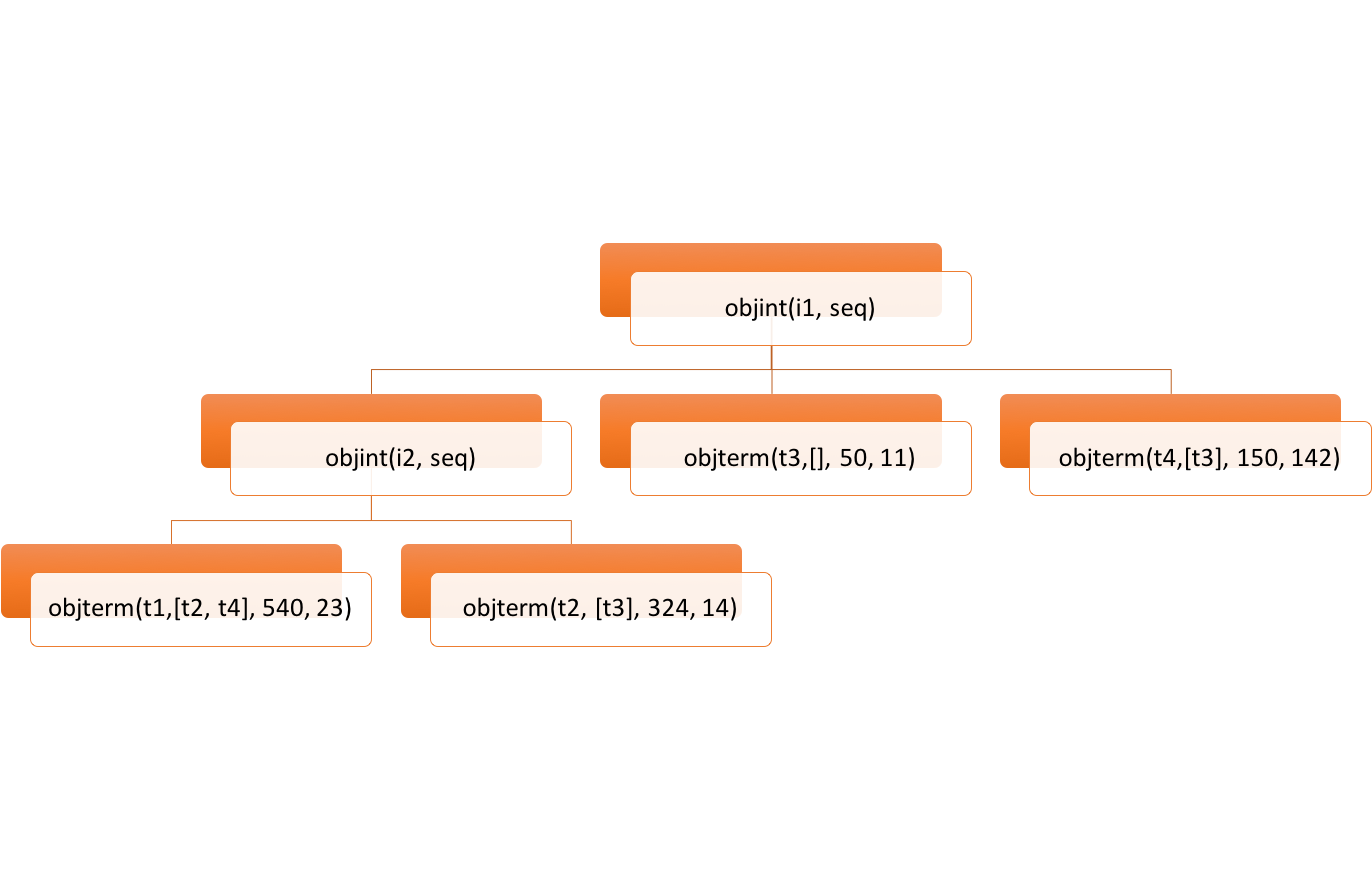 objint(i1, seq)
objint(i2, seq)
objterm(t3,[], 50, 11)
objterm(t4,[t3], 150, 142)
objterm(t1,[t2, t4], 540, 23)
objterm(t2, [t3], 324, 14)